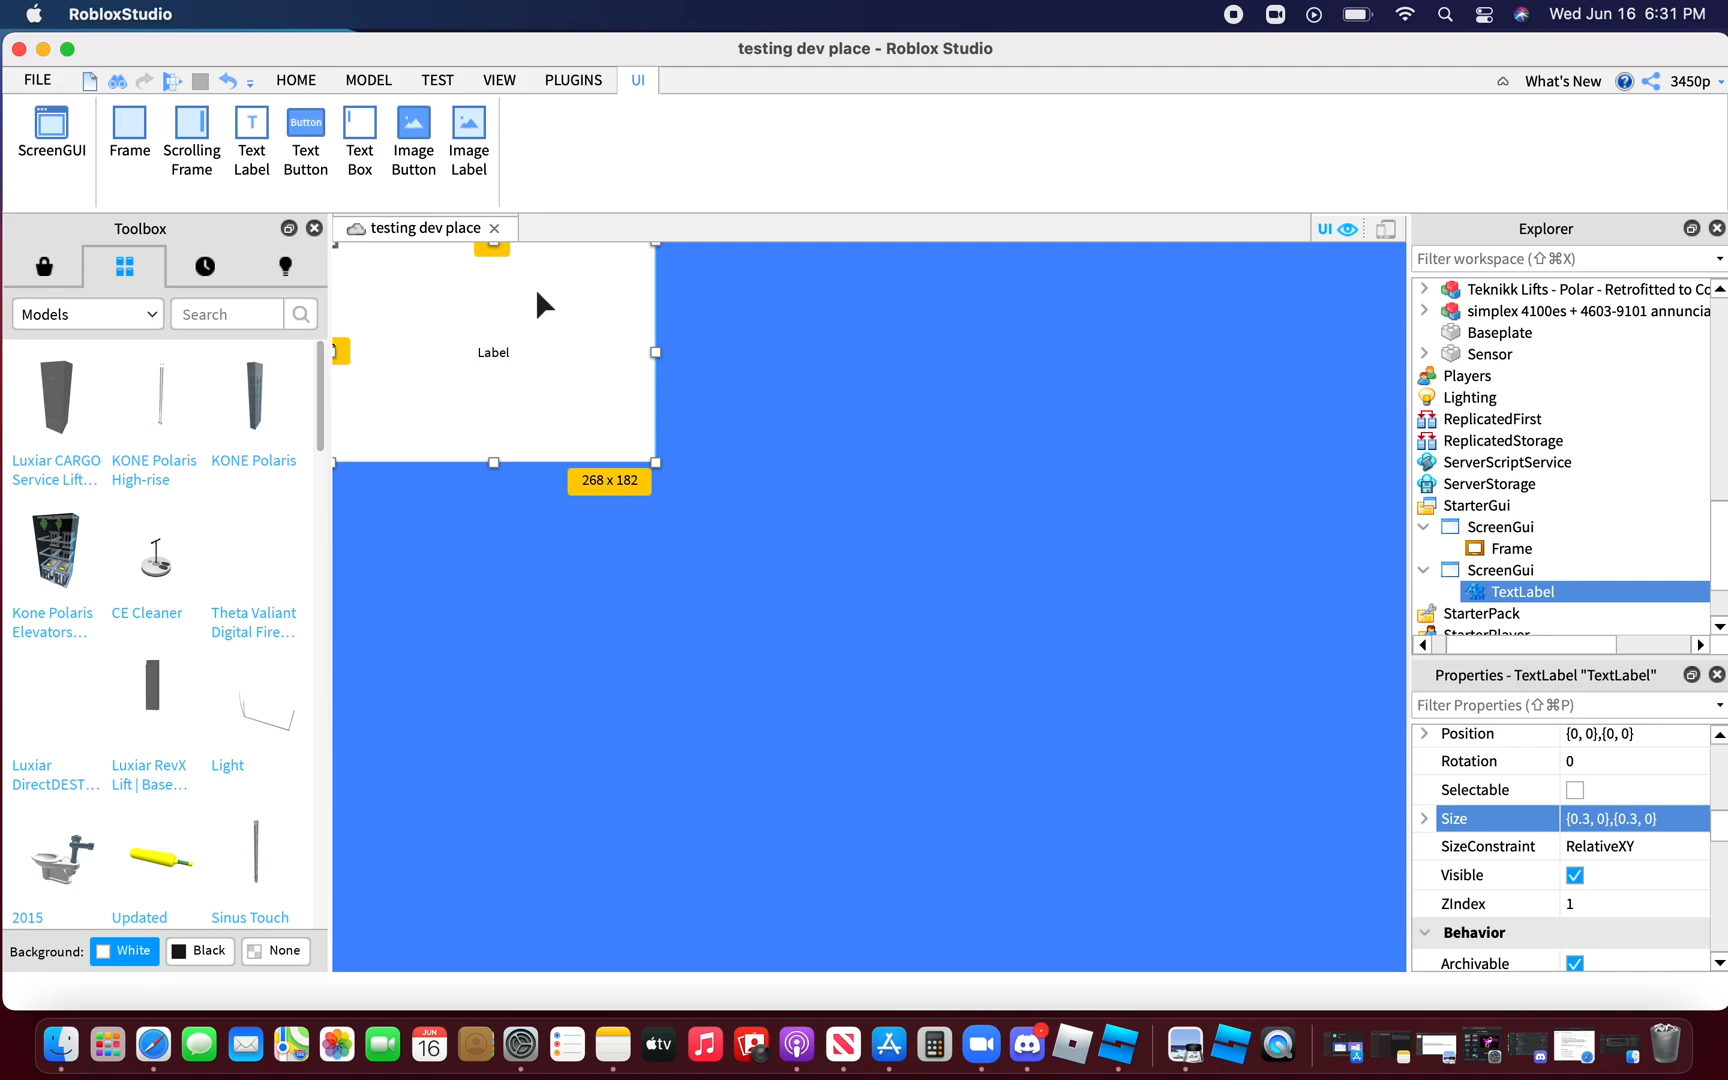 RobloxStudio
Wed Jun 16 6:31 PM
testing dev place - Roblox Studio
FILE
HOME
MODEL
TEST
VIEW
PLUGINS
UI
What's New
3450p
ScreenGUI
Frame
Scrolling
Frame
T
Text
Label
Button
Text
Button
Text
Box
Image
Button
Image
Label
Toolbox
testing dev place
UI
Explorer
Filter workspace (⇧⌘X)
Models
Search
Luxiar CARGO
Service Lift...
KONE Polaris
High-rise
KONE Polaris
Kone Polaris
Elevators...
CE Cleaner
Theta Valiant
Digital Fire...
Luxiar
DirectDEST...
Luxiar RevX
Lift | Base...
Light
2015
Updated
Sinus Touch
Background:
White
Black
None
Label
268 x 182
Teknikk Lifts - Polar - Retrofitted to Cc
simplex 4100es + 4603-9101 annuncia
Baseplate
Sensor
Players
Lighting
ReplicatedFirst
ReplicatedStorage
ServerScriptService
ServerStorage
StarterGui
ScreenGui
Frame
ScreenGui
TextLabel
StarterPack
StarterPlayer
Properties - TextLabel "TextLabel"
Filter Properties (⇧⌘P)
Position {0, 0},{0, 0}
Rotation 0
Selectable
Size {0.3, 0},{0.3, 0}
SizeConstraint RelativeXY
Visible
ZIndex 1
Behavior
Archivable
JUN
16
tv